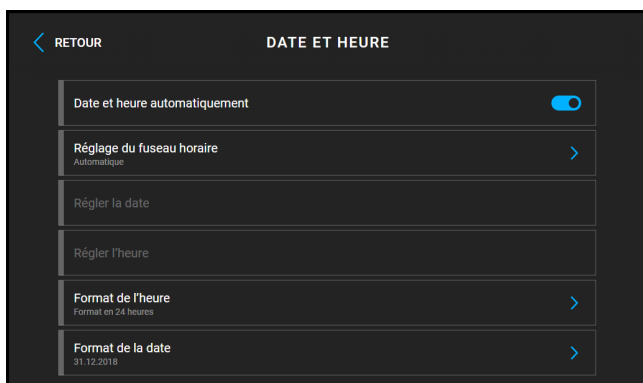 RETOUR
DATE ET HEURE
Date et heure automatiquement
Réglage du fuseau horaire
Automatique
Régler la date
Régler l'heure
Format de l'heure
Format en 24 heures
Format de la date
31.12.2018